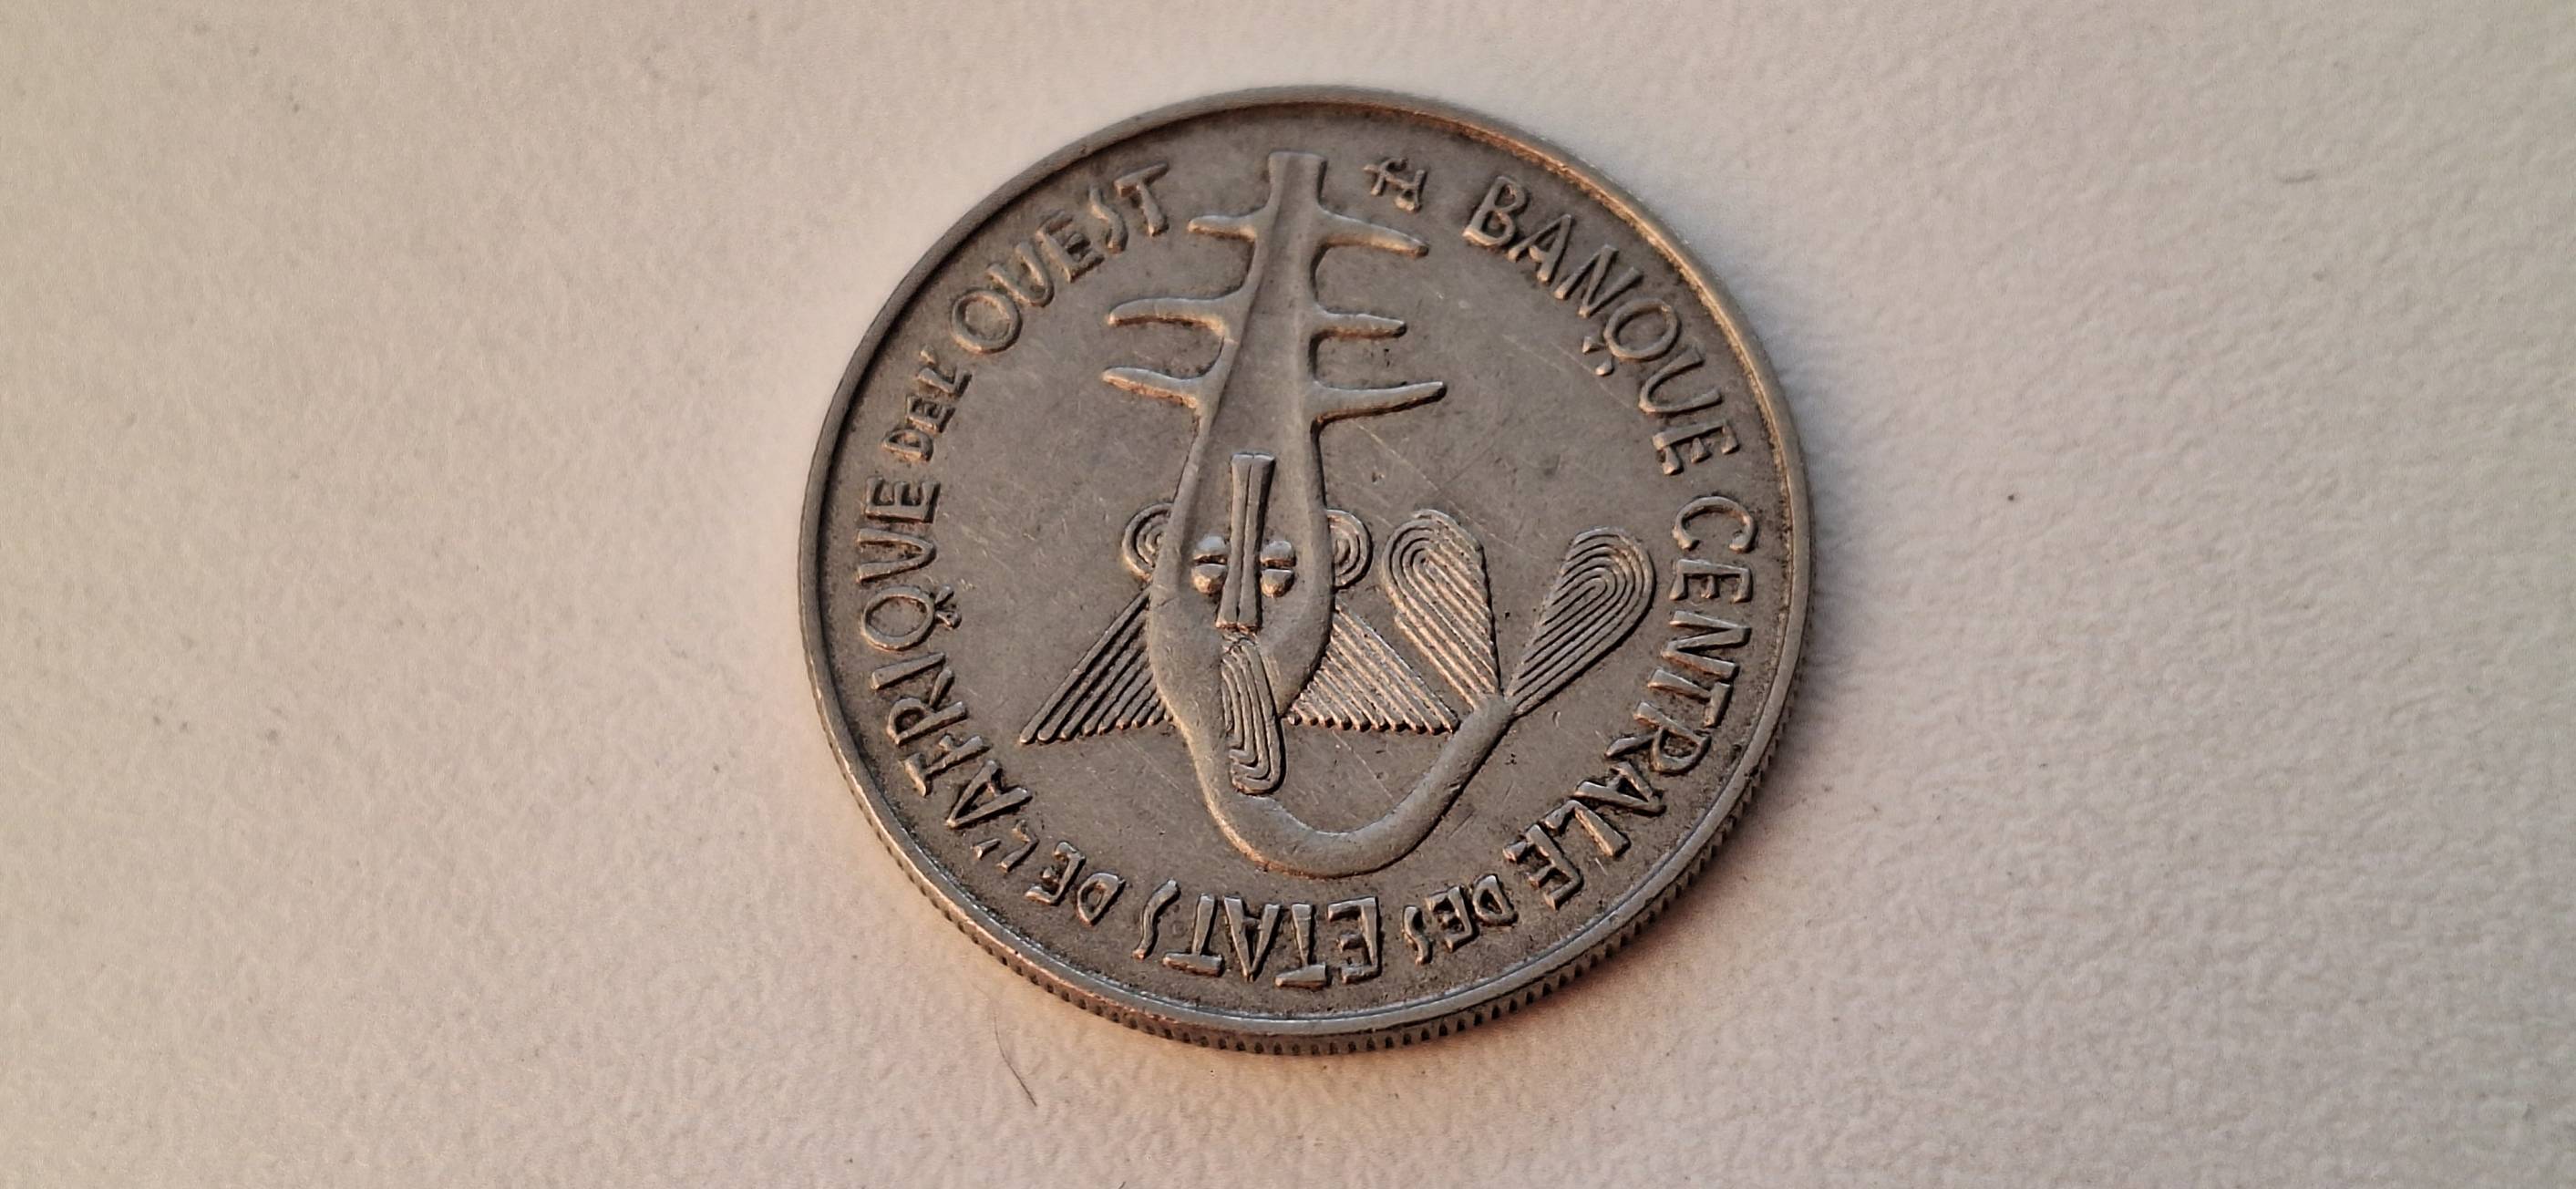 BANQUE CENTRALE DES ETATS DE L'AFRIQUE DE L'OUEST